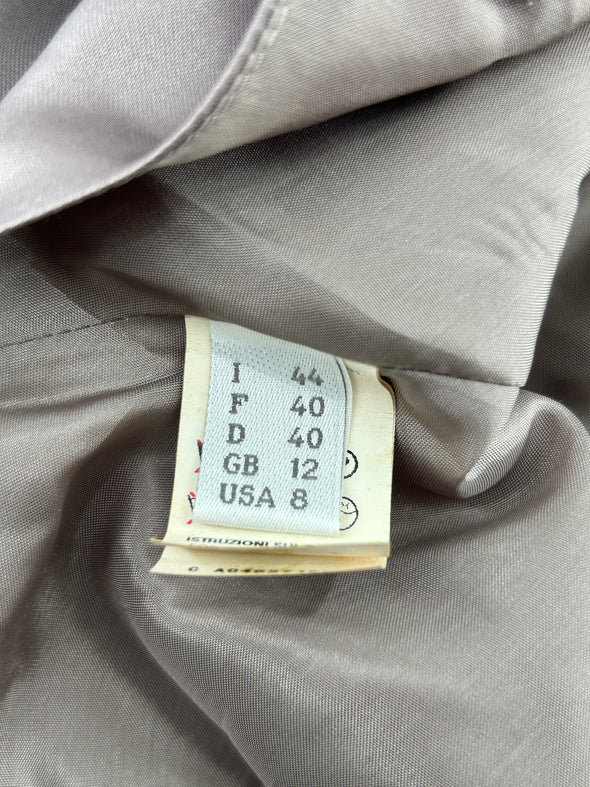 I 44
F 40
D 40
GB 12
USA 8
ISTRUZIONI